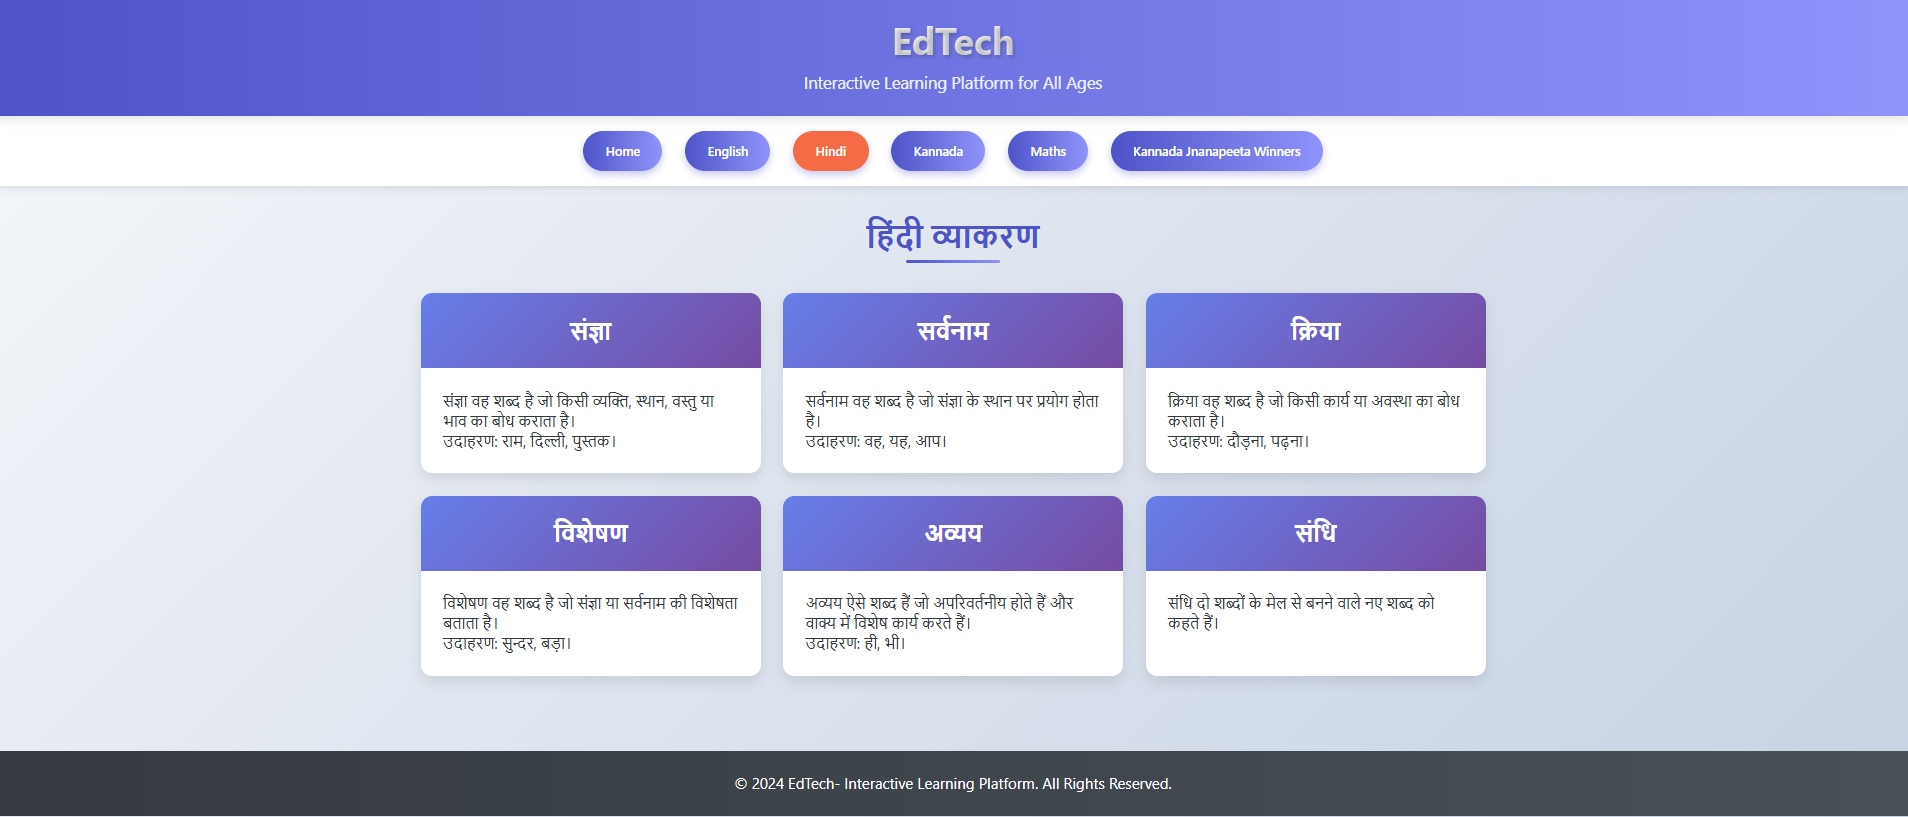 EdTech
Interactive Learning Platform for All Ages
Home English Hindi Kannada Maths Kannada Jnanapeeta Winners
हिंदी व्याकरण
संज्ञा
संज्ञा वह शब्द है जो किसी व्यक्ति, स्थान, वस्तु या
भाव का बोध कराता है।
उदाहरण: राम, दिल्ली, पुस्तक।
सर्वनाम
सर्वनाम वह शब्द है जो संज्ञा के स्थान पर प्रयोग होता
है।
उदाहरण: वह, यह, आप।
क्रिया
क्रिया वह शब्द है जो किसी कार्य या अवस्था का बोध
कराता है।
उदाहरण: दौड़ना, पढ़ना।
विशेषण
विशेषण वह शब्द है जो संज्ञा या सर्वनाम की विशेषता
बताता है।
उदाहरण: सुन्दर, बड़ा।
अव्यय
अव्यय ऐसे शब्द हैं जो अपरिवर्तनीय होते हैं और
वाक्य में विशेष कार्य करते हैं।
उदाहरण: ही, भी।
संधि
संधि दो शब्दों के मेल से बनने वाले नए शब्द को
कहते हैं।
© 2024 EdTech- Interactive Learning Platform. All Rights Reserved.